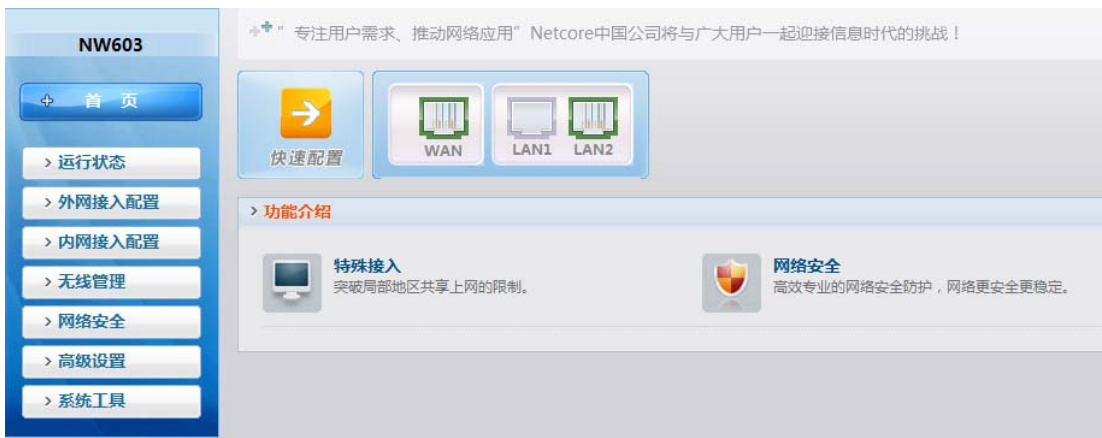 NW603
首 页
运行状态
外网接入配置
内网接入配置
无线管理
网络安全
高级设置
系统工具
“专注用户需求、推动网络应用”Netcore中国公司将与广大用户一起迎接信息时代的挑战！
快速配置
WAN
LAN1 LAN2
功能介绍
特殊接入
突破局部地区共享上网的限制。
网络安全
高效专业的网络安全防护，网络更安全更稳定。